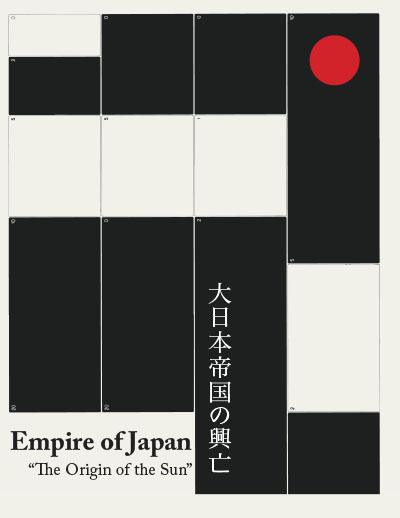 大日本帝国の興亡
Empire of Japan
“The Origin of the Sun”